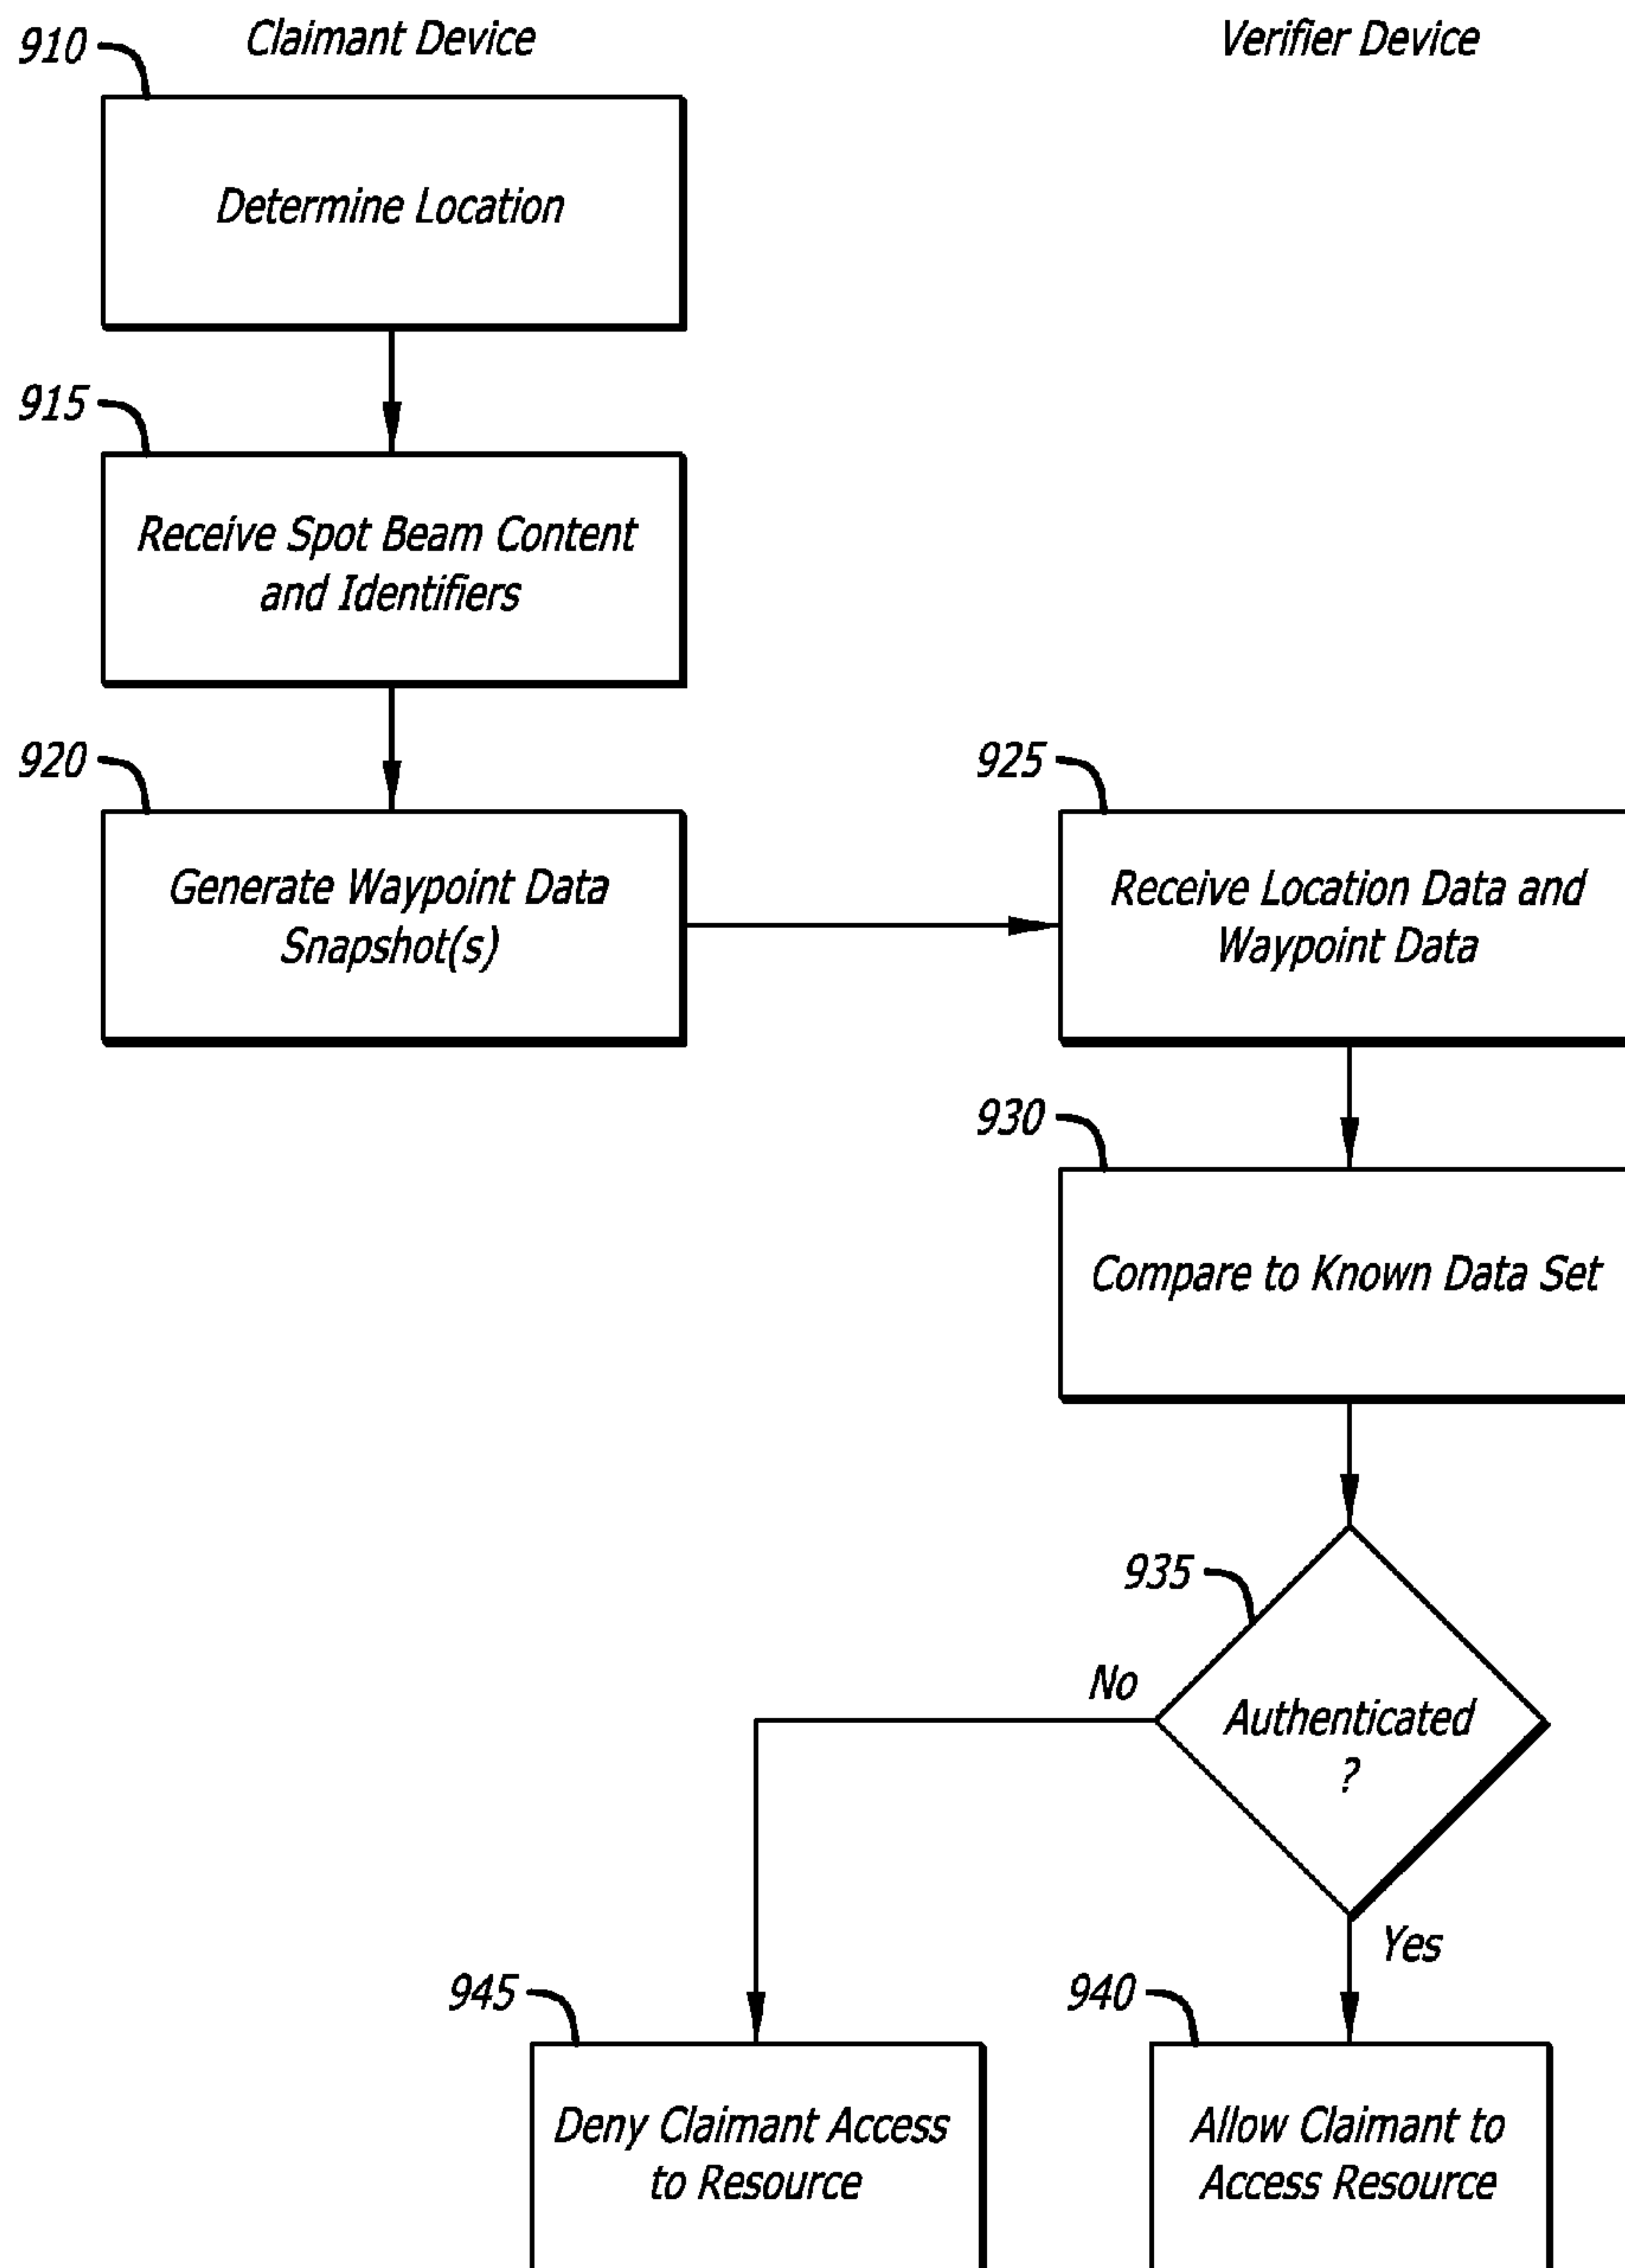 Claimant Device
Verifier Device
910
Determine Location
915
Receive Spot Beam Content
and Identifiers
920
Generate Waypoint Data
Snapshot(s)
925
Receive Location Data and
Waypoint Data
930
Compare to Known Data Set
935
Authenticated
?
No
Yes
945
Deny Claimant Access
to Resource
940
Allow Claimant to
Access Resource